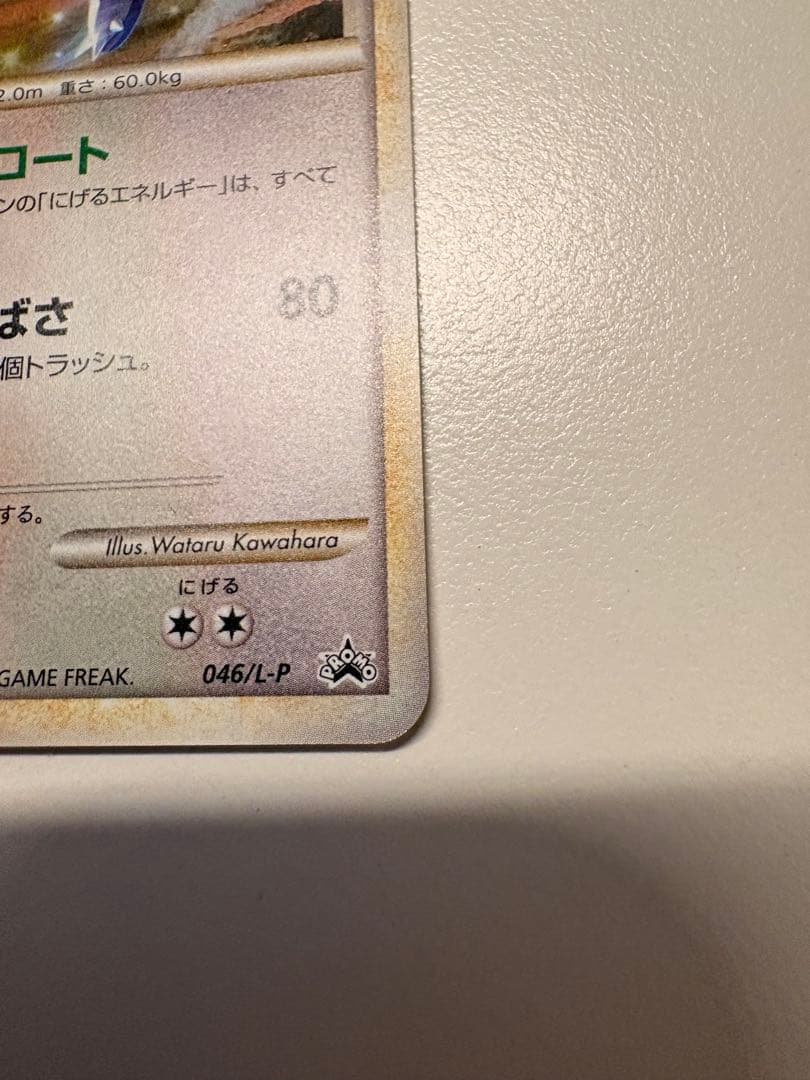 2.0m 重さ:60.0kg
コート
ンの「にげるエネルギー」は、すべて
ばさ 80
個トラッシュ。
する。
Illus. Wataru Kawahara
にげる
GAME FREAK. 046/L-P PROMO